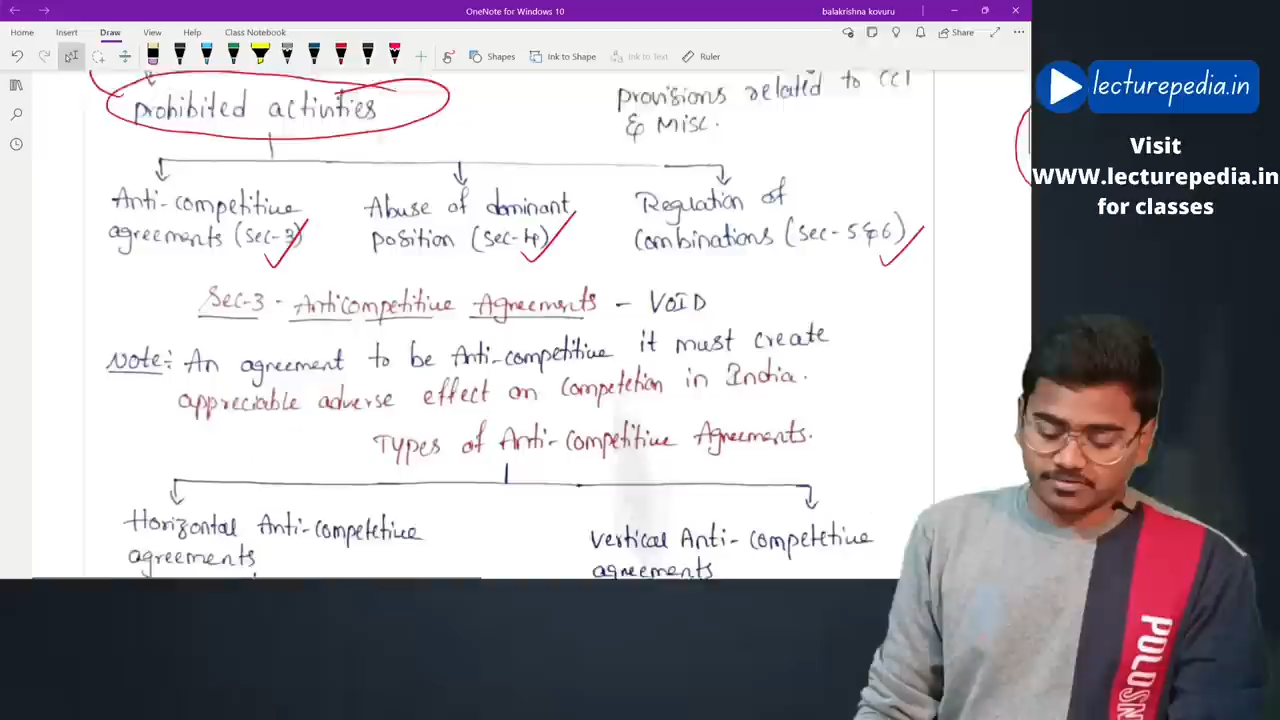 OneNote for Windows 10
balakrishna kovuru
Home Insert Draw View Help Class Notebook
Share
Shapes Ink to Shape Ink to Text Ruler
prohibited activities
provisions related to CCI
& Misc.
Anti-competitive
agreements (sec-3)
Abuse of dominant
position (sec-4)
Regulation of
combinations (sec-5&6)
Sec-3 - Anticompetitive Agreements - VOID
Note:- An agreement to be Anti-competitive it must create
appreciable adverse effect on competetion in India.
Types of Anti-Competitive Agreements.
Horizontal Anti-competetive
agreements
vertical Anti-competetive
agreements
lecturepedia.in
Visit
WWW.lecturepedia.in
for classes
POLOSN